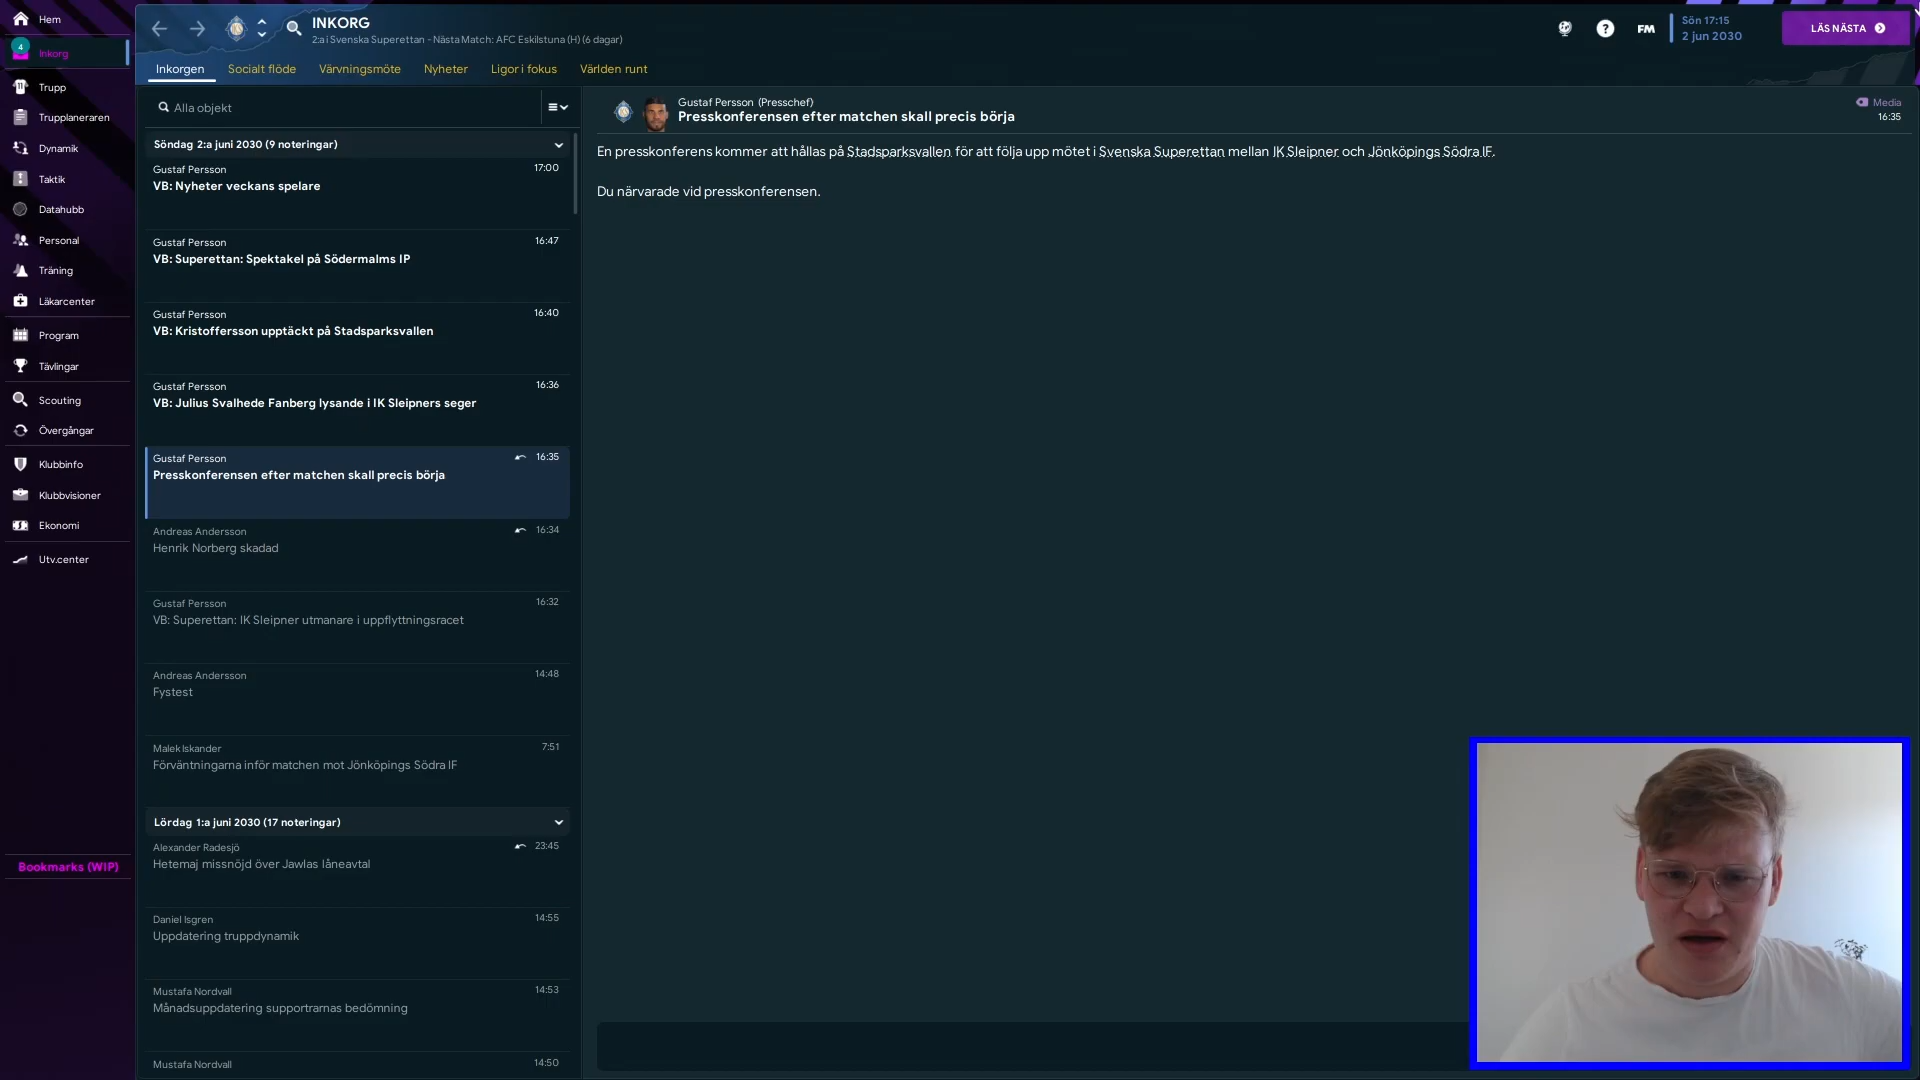 Hem
4
Inkorg
Trupp
Trupplaneraren
Dynamik
Taktik
Datahubb
Personal
Träning
Läkarcenter
Program
Tävlingar
Scouting
Övergångar
Klubbinfo
Klubbvisioner
Ekonomi
Utv.center
Bookmarks (WIP)
INKORG
2:a i Svenska Superettan - Nästa Match: AFC Eskilstuna (H) (6 dagar)
FM
Sön 17:15
2 jun 2030
LÄS NÄSTA
Inkorgen
Socialt flöde
Värvningsmöte
Nyheter
Ligor i fokus
Världen runt
Alla objekt
Söndag 2:a juni 2030 (9 noteringar)
Gustaf Persson 17:00
VB: Nyheter veckans spelare
Gustaf Persson 16:47
VB: Superettan: Spektakel på Södermalms IP
Gustaf Persson 16:40
VB: Kristoffersson upptäckt på Stadsparksvallen
Gustaf Persson 16:36
VB: Julius Svalhede Fanberg lysande i IK Sleipners seger
Gustaf Persson 16:35
Presskonferensen efter matchen skall precis börja
Andreas Andersson 16:34
Henrik Norberg skadad
Gustaf Persson 16:32
VB: Superettan: IK Sleipner utmanare i uppflyttningsracet
Andreas Andersson 14:48
Fystest
Malek Iskander 7:51
Förväntningarna inför matchen mot Jönköpings Södra IF
Lördag 1:a juni 2030 (17 noteringar)
Alexander Radesjö 23:45
Hetemaj missnöjd över Jawlas låneavtal
Daniel Isgren 14:55
Uppdatering truppdynamik
Mustafa Nordvall 14:53
Månadsuppdatering supportrarnas bedömning
Mustafa Nordvall 14:50
Gustaf Persson (Presschef)
Presskonferensen efter matchen skall precis börja
Media
16:35
En presskonferens kommer att hållas på Stadsparksvallen för att följa upp mötet i Svenska Superettan mellan IK Sleipner och Jönköpings Södra IF.
Du närvarade vid presskonferensen.